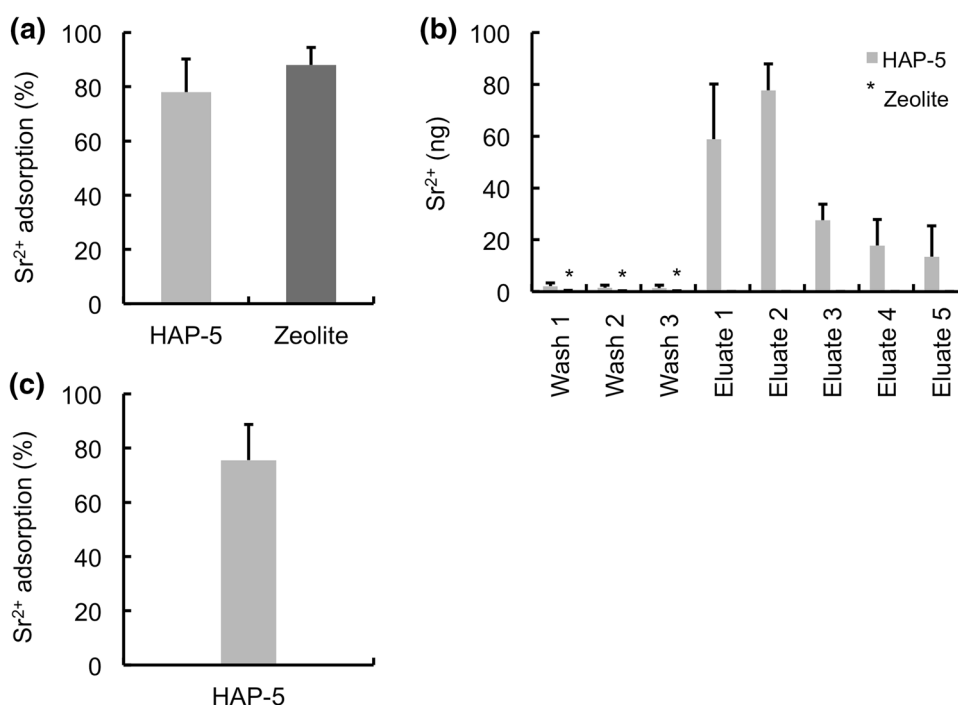 (a)
Sr²⁺ adsorption (%)
100
80
60
40
20
0
HAP-5 Zeolite
(b)
Sr²⁺ (ng)
100
80
60
40
20
0
HAP-5
* Zeolite
* * *
Wash 1
Wash 2
Wash 3
Eluate 1
Eluate 2
Eluate 3
Eluate 4
Eluate 5
(c)
Sr²⁺ adsorption (%)
100
80
60
40
20
0
HAP-5